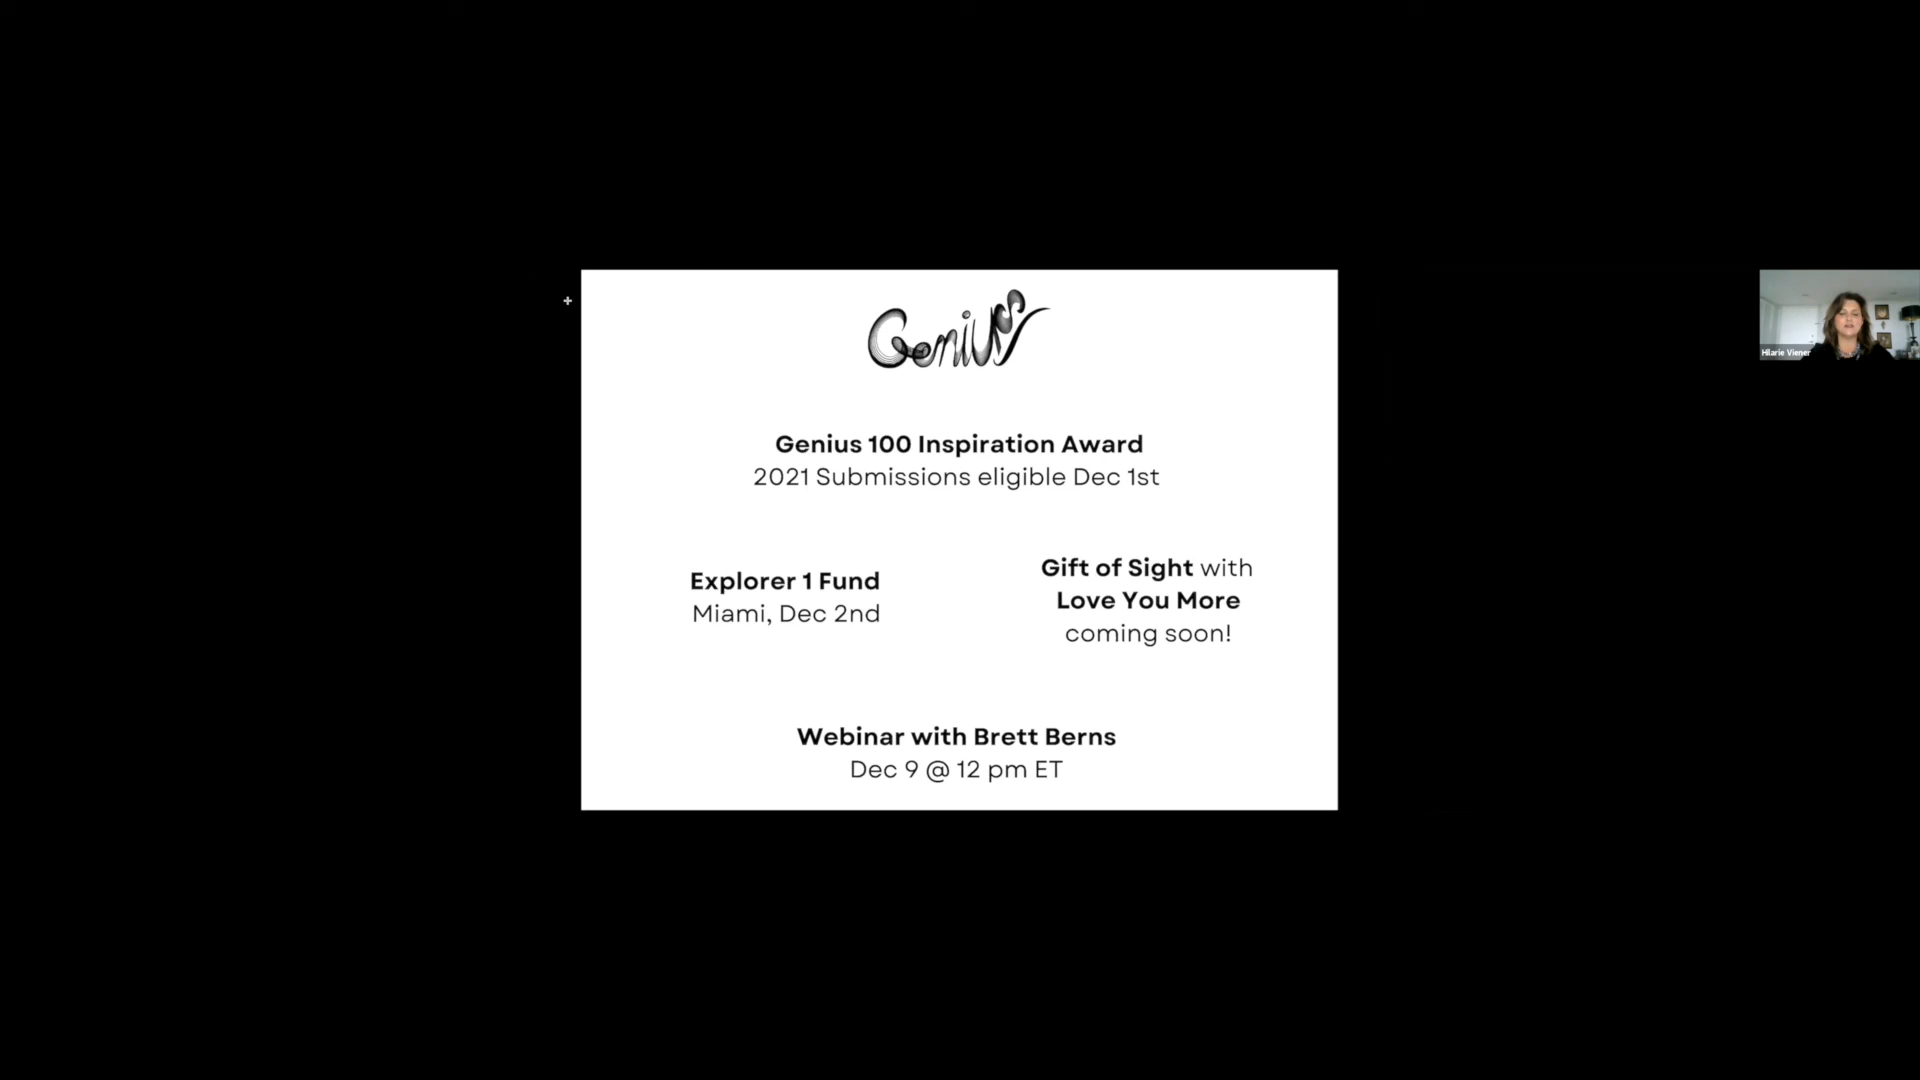 Genius
Genius 100 Inspiration Award
2021 Submissions eligible Dec 1st
Explorer 1 Fund
Miami, Dec 2nd
Gift of Sight with
Love You More
coming soon!
Webinar with Brett Berns
Dec 9 @ 12 pm ET
Hilarie Viener